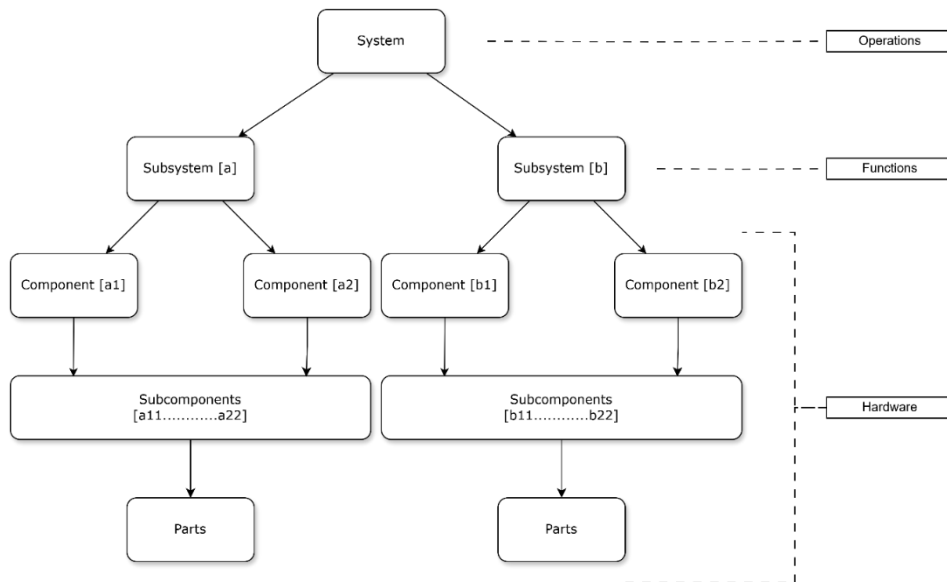 System
Operations
Subsystem [a]
Subsystem [b]
Functions
Component [a1]
Component [a2]
Component [b1]
Component [b2]
Subcomponents
[a11...........a22]
Subcomponents
[b11...........b22]
Hardware
Parts
Parts